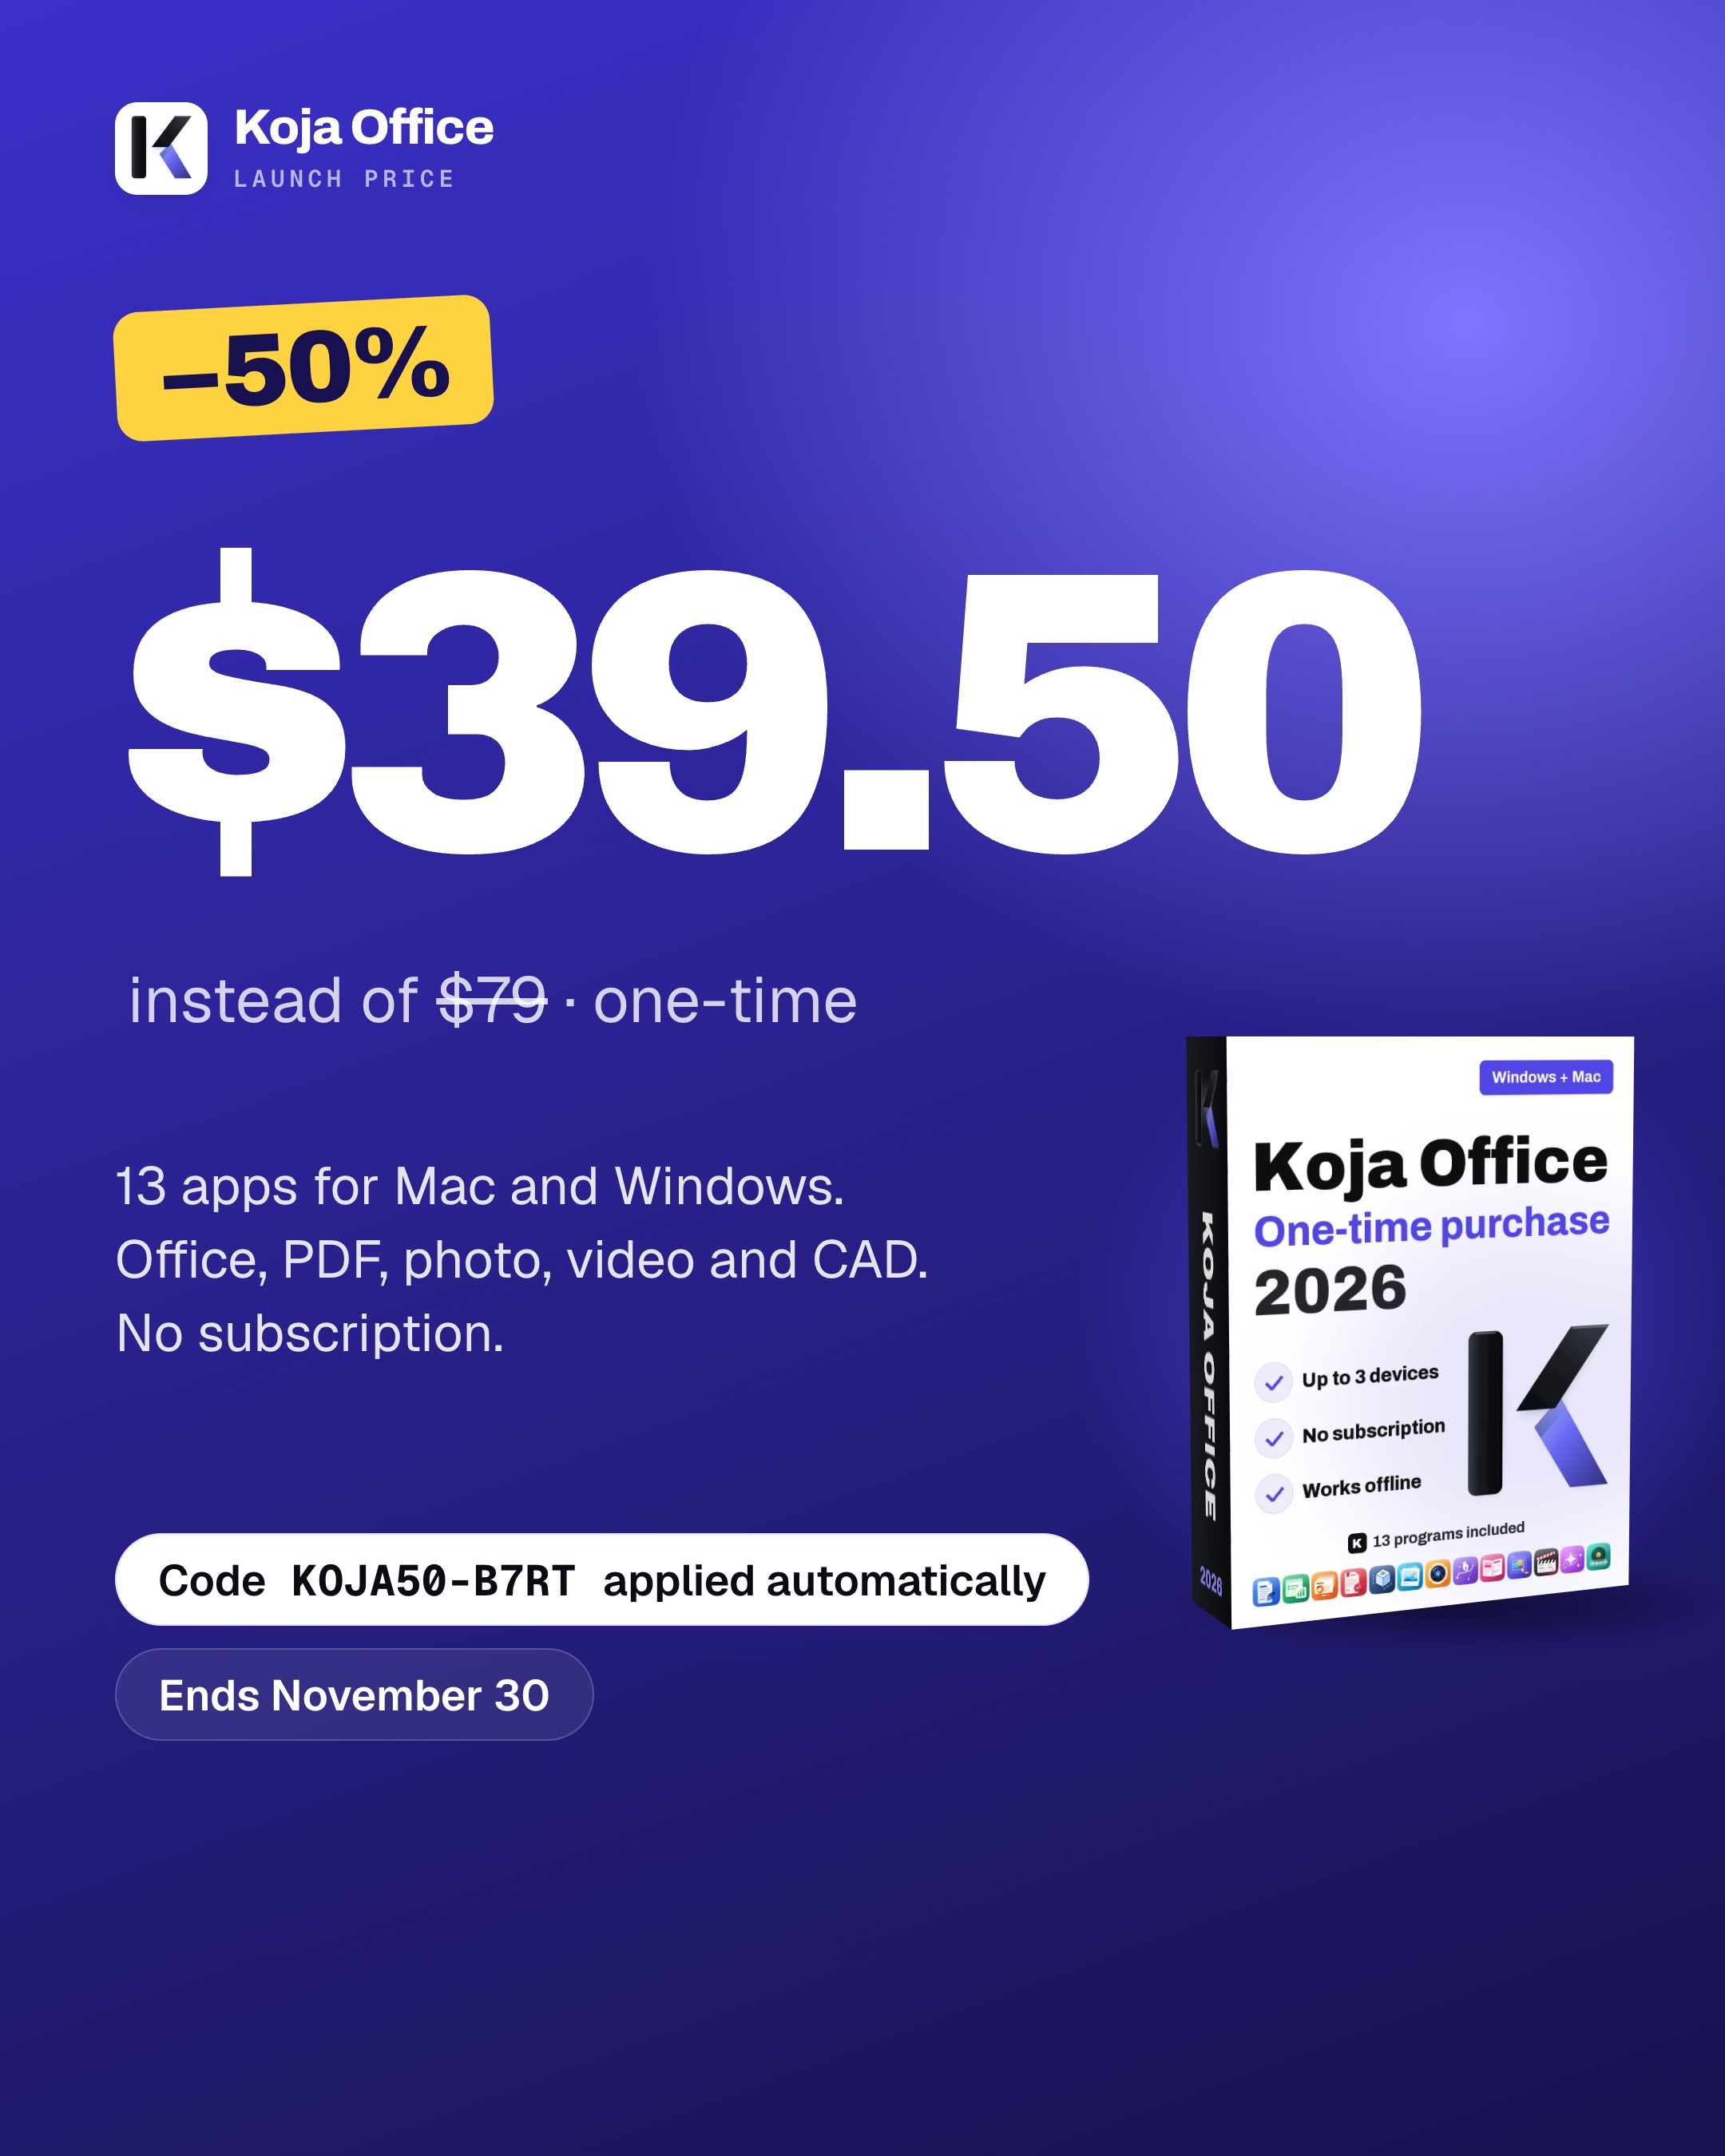 Koja Office
LAUNCH PRICE
–50%
$39.50
instead of $79 · one-time
13 apps for Mac and Windows.
Office, PDF, photo, video and CAD.
No subscription.
Code KOJA50-B7RT applied automatically
Ends November 30
KOJA OFFICE
2026
Windows + Mac
Koja Office
One-time purchase
2026
Up to 3 devices
No subscription
Works offline
K 13 programs included